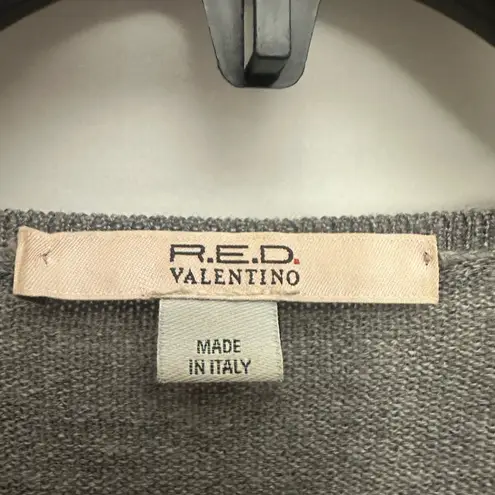 R.E.D.
VALENTINO
MADE
IN ITALY